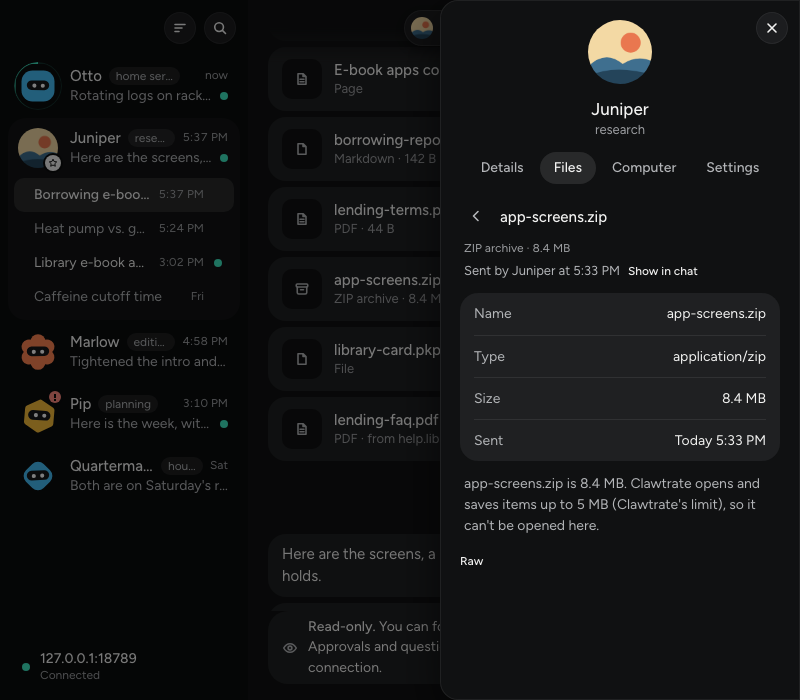 Otto
home ser...
now
Rotating logs on rack...
Juniper
rese...
5:37 PM
Here are the screens,...
Borrowing e-boo...
5:37 PM
Heat pump vs. g...
5:24 PM
Library e-book a...
3:02 PM
Caffeine cutoff time
Fri
Marlow
editi...
4:58 PM
Tightened the intro and...
Pip
planning
3:10 PM
Here is the week, wit...
Quarterma...
hou...
Sat
Both are on Saturday's r...
127.0.0.1:18789
Connected
E-book apps co
Page
borrowing-repo
Markdown · 142 B
lending-terms.p
PDF · 44 B
app-screens.zip
ZIP archive · 8.4 M
library-card.pkp
File
lending-faq.pdf
PDF · from help.lib
Here are the screens, a
holds.
Read-only. You can fo
Approvals and questi
connection.
Juniper
research
Details
Files
Computer
Settings
app-screens.zip
ZIP archive · 8.4 MB
Sent by Juniper at 5:33 PM Show in chat
Name app-screens.zip
Type application/zip
Size 8.4 MB
Sent Today 5:33 PM
app-screens.zip is 8.4 MB. Clawtrate opens and
saves items up to 5 MB (Clawtrate's limit), so it
can't be opened here.
Raw